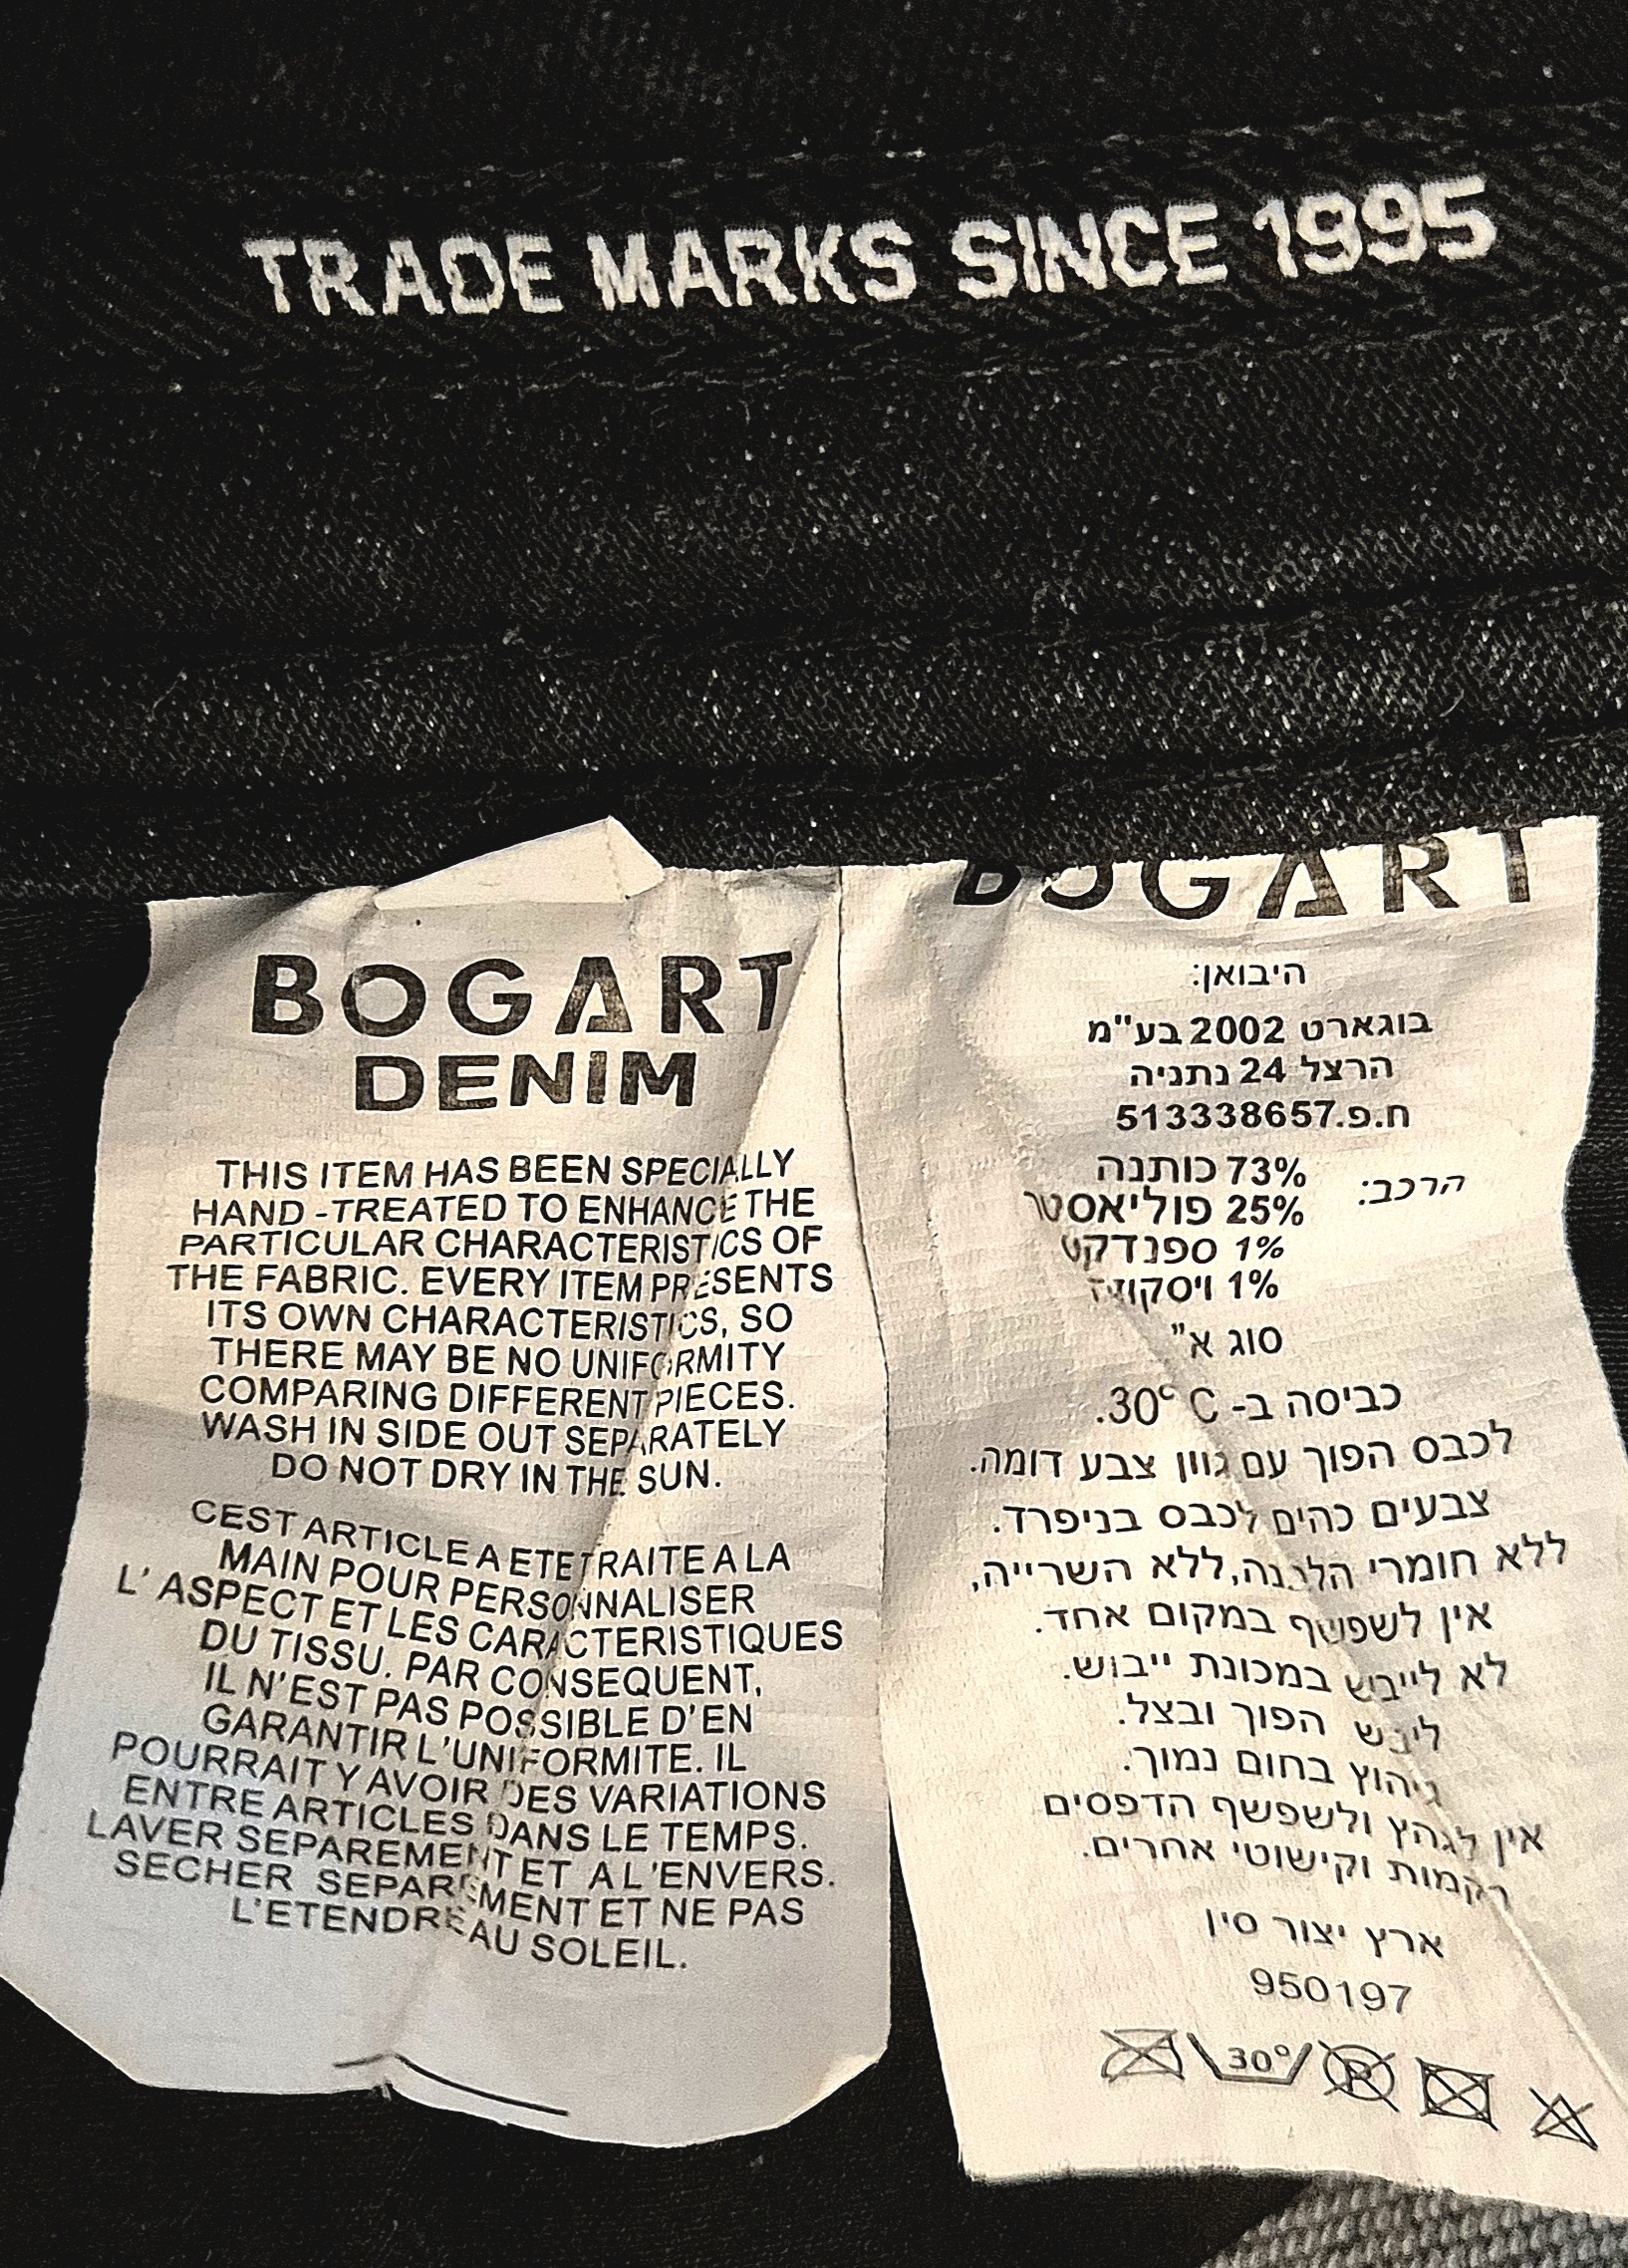 TRADE MARKS SINCE 1995
BOGART
DENIM
THIS ITEM HAS BEEN SPECIALLY
HAND -TREATED TO ENHANCE THE
PARTICULAR CHARACTERISTICS OF
THE FABRIC. EVERY ITEM PRESENTS
ITS OWN CHARACTERISTICS, SO
THERE MAY BE NO UNIFORMITY
COMPARING DIFFERENT PIECES.
WASH IN SIDE OUT SEPARATELY
DO NOT DRY IN THE SUN.
CEST ARTICLE A ETE TRAITE A LA
MAIN POUR PERSONNALISER
L' ASPECT ET LES CARACTERISTIQUES
DU TISSU. PAR CONSEQUENT,
IL N'EST PAS POSSIBLE D'EN
GARANTIR L'UNIFORMITE. IL
POURRAIT Y AVOIR DES VARIATIONS
ENTRE ARTICLES DANS LE TEMPS.
LAVER SEPAREMENT ET A L'ENVERS.
SECHER SEPAREMENT ET NE PAS
L'ETENDRE AU SOLEIL.
BOGART
היבואן:
בוגארט 2002 בע"מ
הרצל 24 נתניה
ח.פ.513338657
הרכב: 73% כותנה
25% פוליאסטר
1% ספנדקס
1% ויסקוזה
סוג א"
כביסה ב- 30° C.
לכבס הפוך עם גוון צבע דומה.
צבעים כהים לכבס בניפרד.
ללא חומרי הלבנה,ללא השרייה,
אין לשפשף במקום אחד.
לא לייבש במכונת ייבוש.
ליבש הפוך ובצל.
גיהוץ בחום נמוך.
אין לגהץ ולשפשף הדפסים
רקמות וקישוטי אחרים.
ארץ יצור סין
950197
30°
P